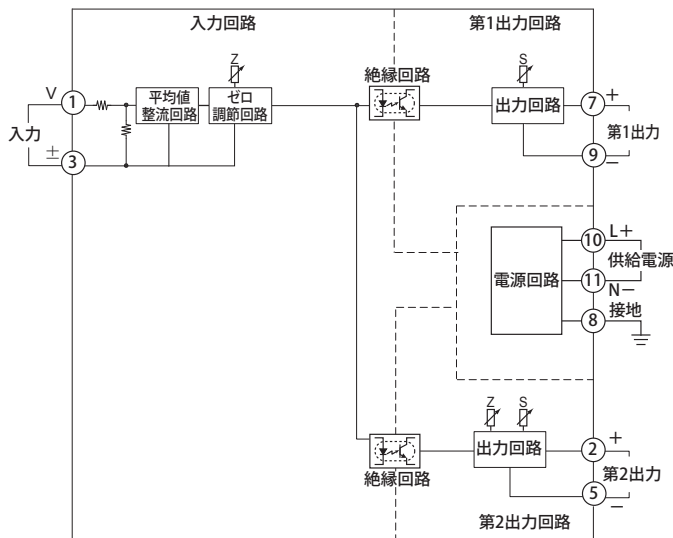 入力回路
第1出力回路
絶縁回路
Z
S
V
①
平均値
整流回路
ゼロ
調節回路
出力回路
⑦
+
入力
第1出力
±
③
⑨
−
⑩
L+
供給電源
電源回路
⑪
N−
⑧
接地
Z
S
出力回路
②
+
絶縁回路
第2出力
⑤
−
第2出力回路